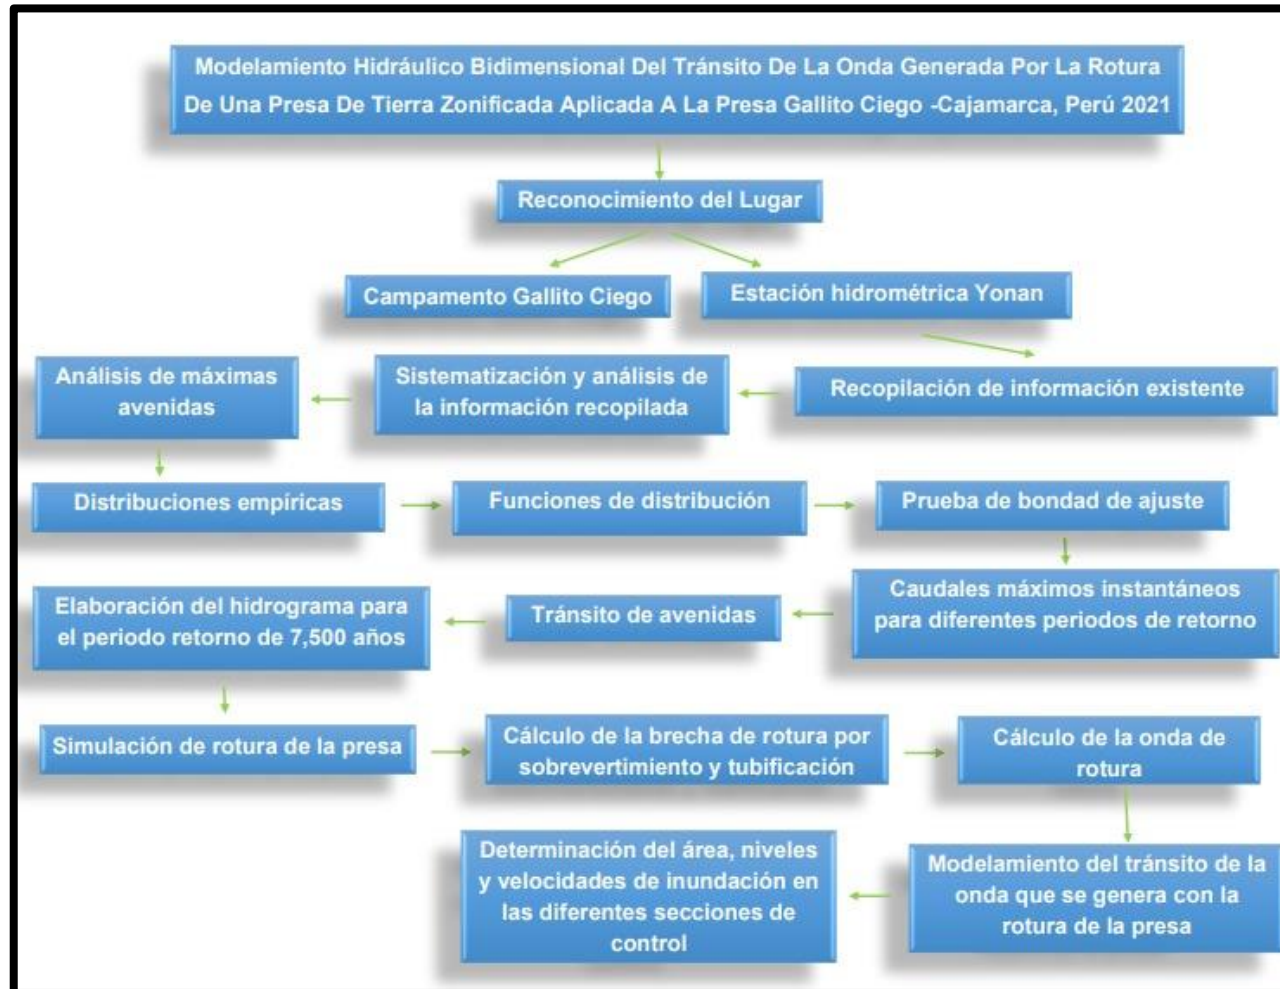 Modelamiento Hidráulico Bidimensional Del Tránsito De La Onda Generada Por La Rotura
De Una Presa De Tierra Zonificada Aplicada A La Presa Gallito Ciego -Cajamarca, Perú 2021
Reconocimiento del Lugar
Campamento Gallito Ciego
Estación hidrométrica Yonan
Recopilación de información existente
Sistematización y análisis de
la información recopilada
Análisis de máximas
avenidas
Distribuciones empíricas
Funciones de distribución
Prueba de bondad de ajuste
Caudales máximos instantáneos
para diferentes periodos de retorno
Tránsito de avenidas
Elaboración del hidrograma para
el periodo retorno de 7,500 años
Simulación de rotura de la presa
Cálculo de la brecha de rotura por
sobrevertimiento y tubificación
Cálculo de la onda de
rotura
Modelamiento del tránsito de la
onda que se genera con la
rotura de la presa
Determinación del área, niveles
y velocidades de inundación en
las diferentes secciones de
control